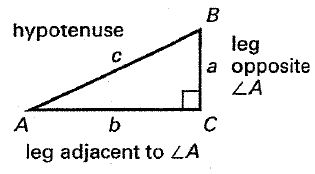 B
hypotenuse
c
leg
a opposite
∠A
A
b
C
leg adjacent to ∠A